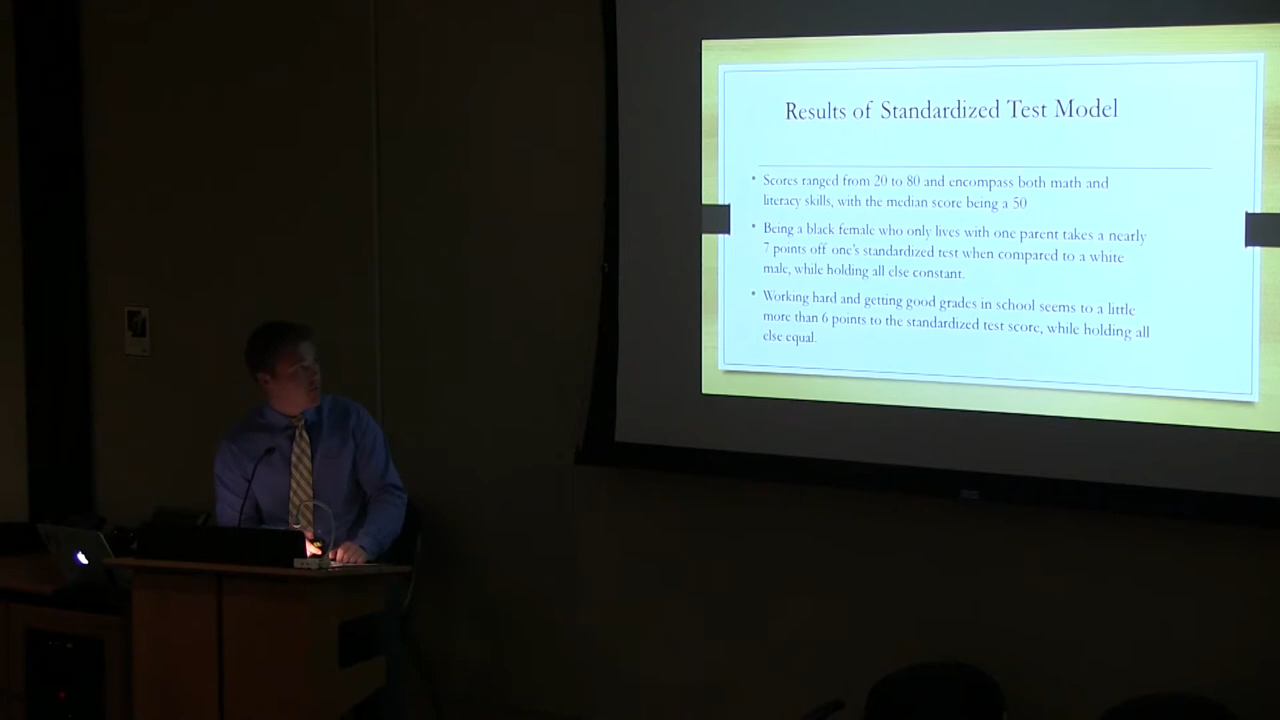 Results of Standardized Test Model
• Scores ranged from 20 to 80 and encompass both math and
literacy skills, with the median score being a 50
• Being a black female who only lives with one parent takes a nearly
7 points off one's standardized test when compared to a white
male, while holding all else constant.
• Working hard and getting good grades in school seems to a little
more than 6 points to the standardized test score, while holding all
else equal.